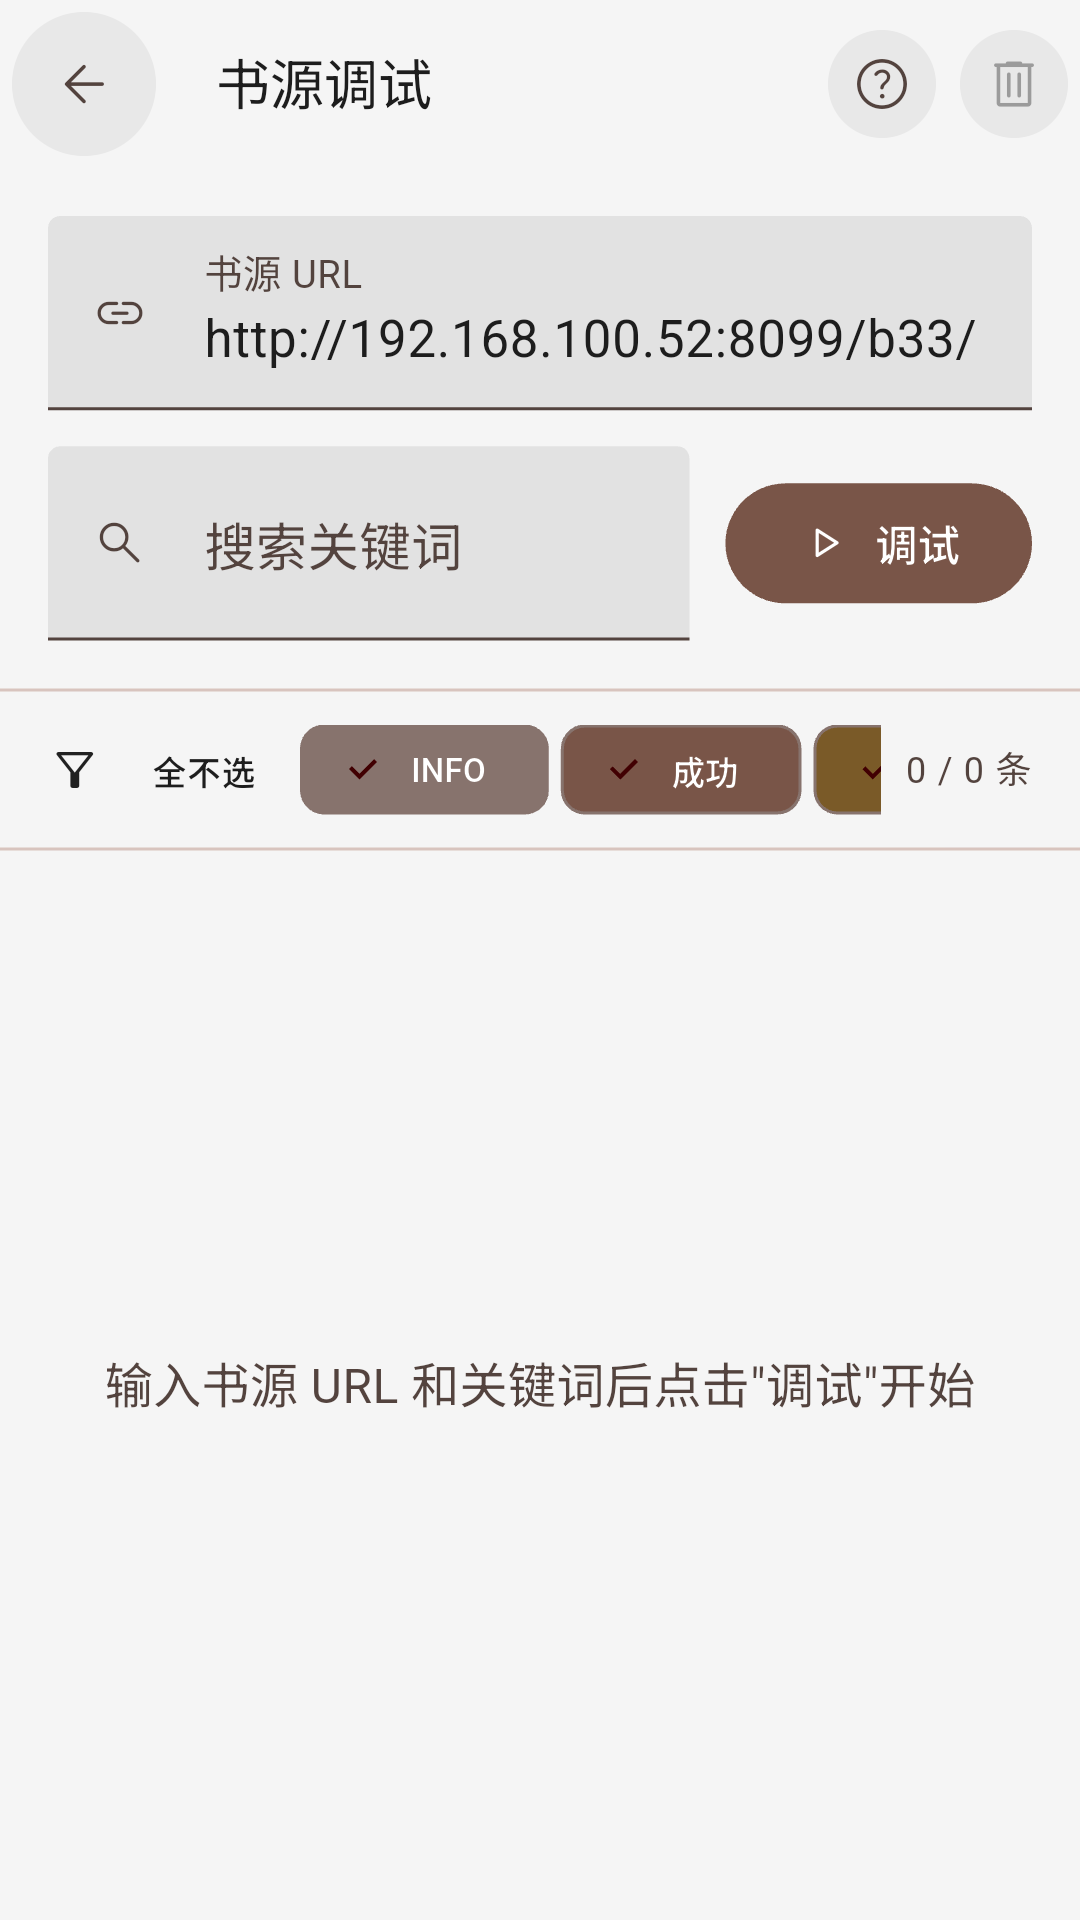 书源调试
书源 URL
http://192.168.100.52:8099/b33/
搜索关键词
调试
全不选
INFO
成功
0 / 0 条
输入书源 URL 和关键词后点击"调试"开始